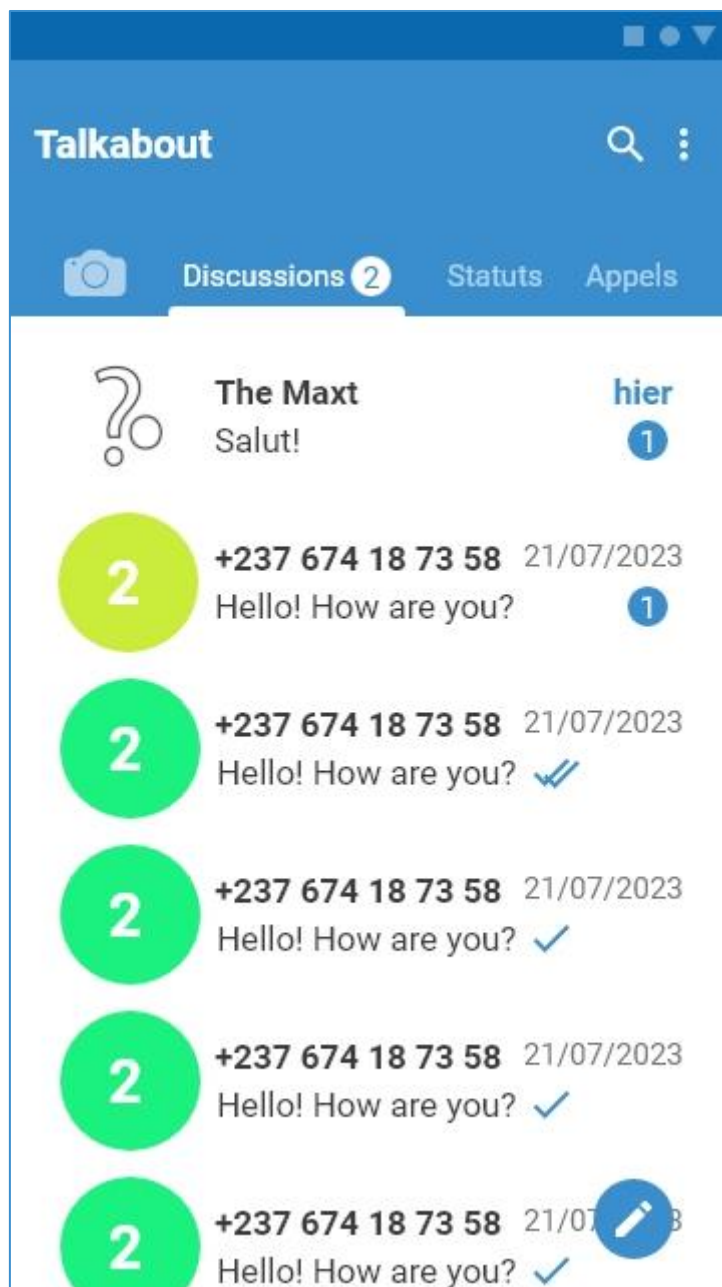 Talkabout
Discussions 2 Statuts Appels
The Maxt hier
Salut! 1
2 +237 674 18 73 58 21/07/2023
Hello! How are you? 1
2 +237 674 18 73 58 21/07/2023
Hello! How are you?
2 +237 674 18 73 58 21/07/2023
Hello! How are you?
2 +237 674 18 73 58 21/07/2023
Hello! How are you?
2 +237 674 18 73 58 21/07
Hello! How are you?